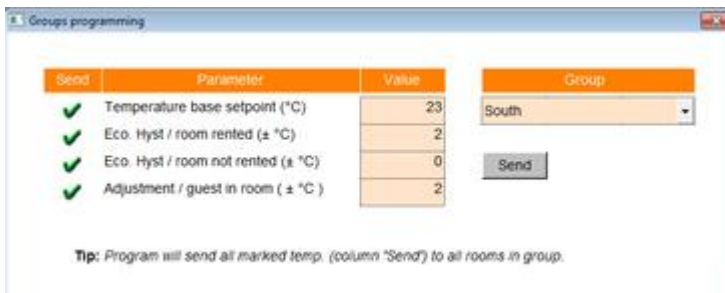 Groups programming
Send Parameter Value Group
Temperature base setpoint (°C) 23 South
Eco. Hyst / room rented (± °C) 2
Eco. Hyst / room not rented (± °C) 0 Send
Adjustment / guest in room ( ± °C ) 2
Tip: Program will send all marked temp. (column "Send") to all rooms in group.